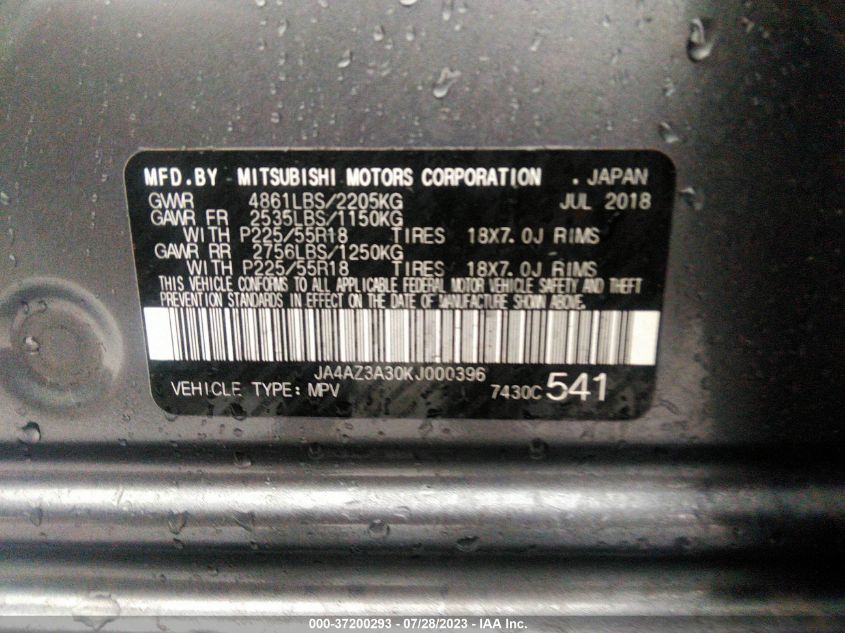 MFD.BY MITSUBISHI MOTORS CORPORATION . JAPAN
GVWR 4861LBS/2205KG JUL 2018
GAWR FR 2535LBS/1150KG
WITH P225/55R18 TIRES 18X7.0J RIMS
GAWR RR 2756LBS/1250KG
WITH P225/55R18 TIRES 18X7.0J RIMS
THIS VEHICLE CONFORMS TO ALL APPLICABLE FEDERAL MOTOR VEHICLE SAFETY AND THEFT
PREVENTION STANDARDS IN EFFECT ON THE DATE OF MANUFACTURE SHOWN ABOVE.
JA4AZ3A30KJ000396
VEHICLE TYPE: MPV 7430C 541
000-37200293 - 07/28/2023 - IAAI.com